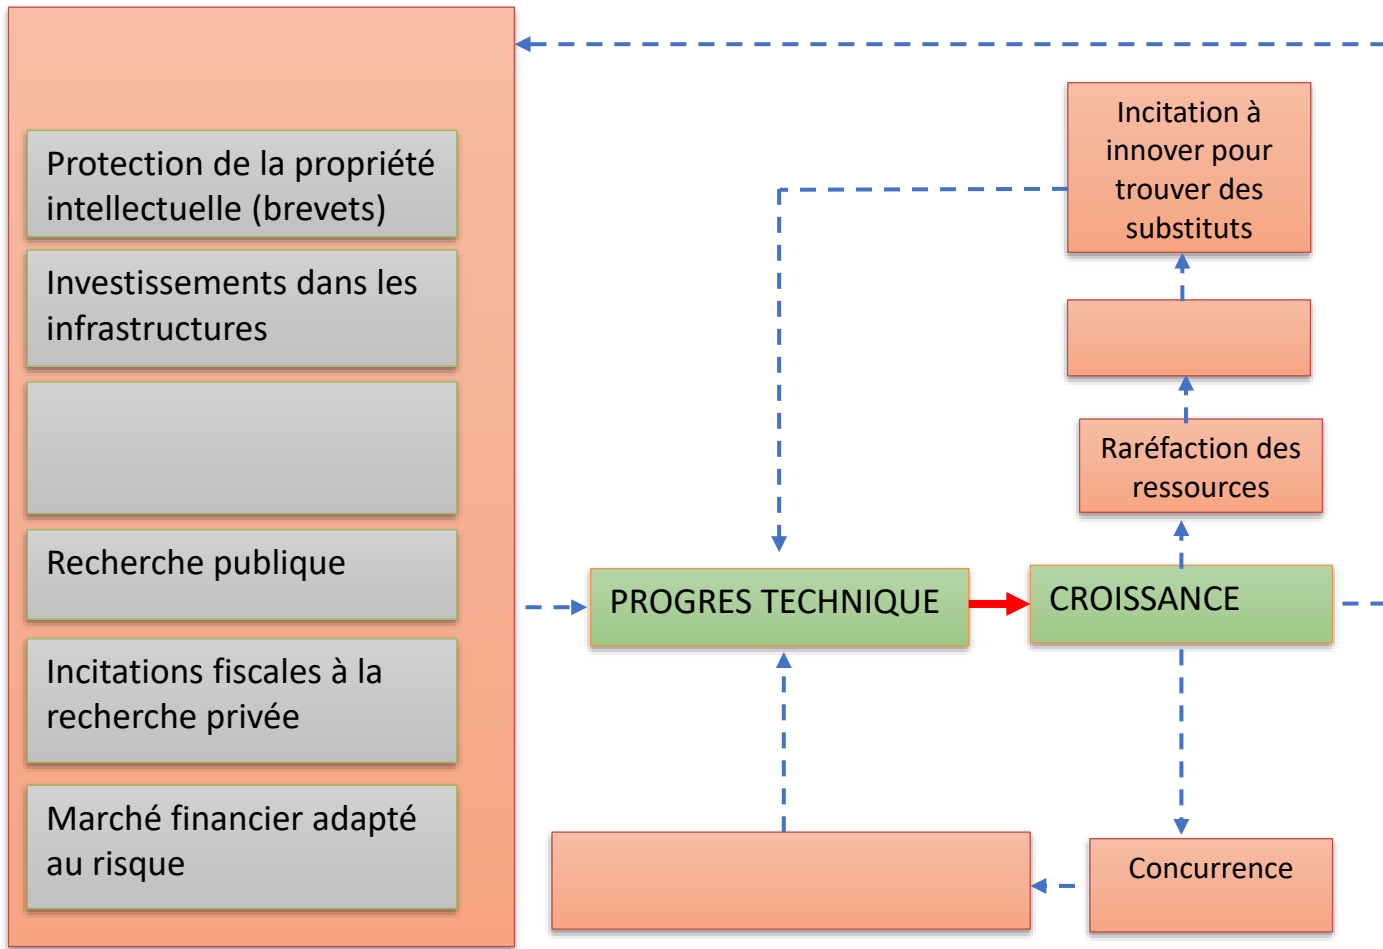 Protection de la propriété
intellectuelle (brevets)
Investissements dans les
infrastructures
Recherche publique
Incitations fiscales à la
recherche privée
Marché financier adapté
au risque
Incitation à
innover pour
trouver des
substituts
Raréfaction des
ressources
PROGRES TECHNIQUE
CROISSANCE
Concurrence